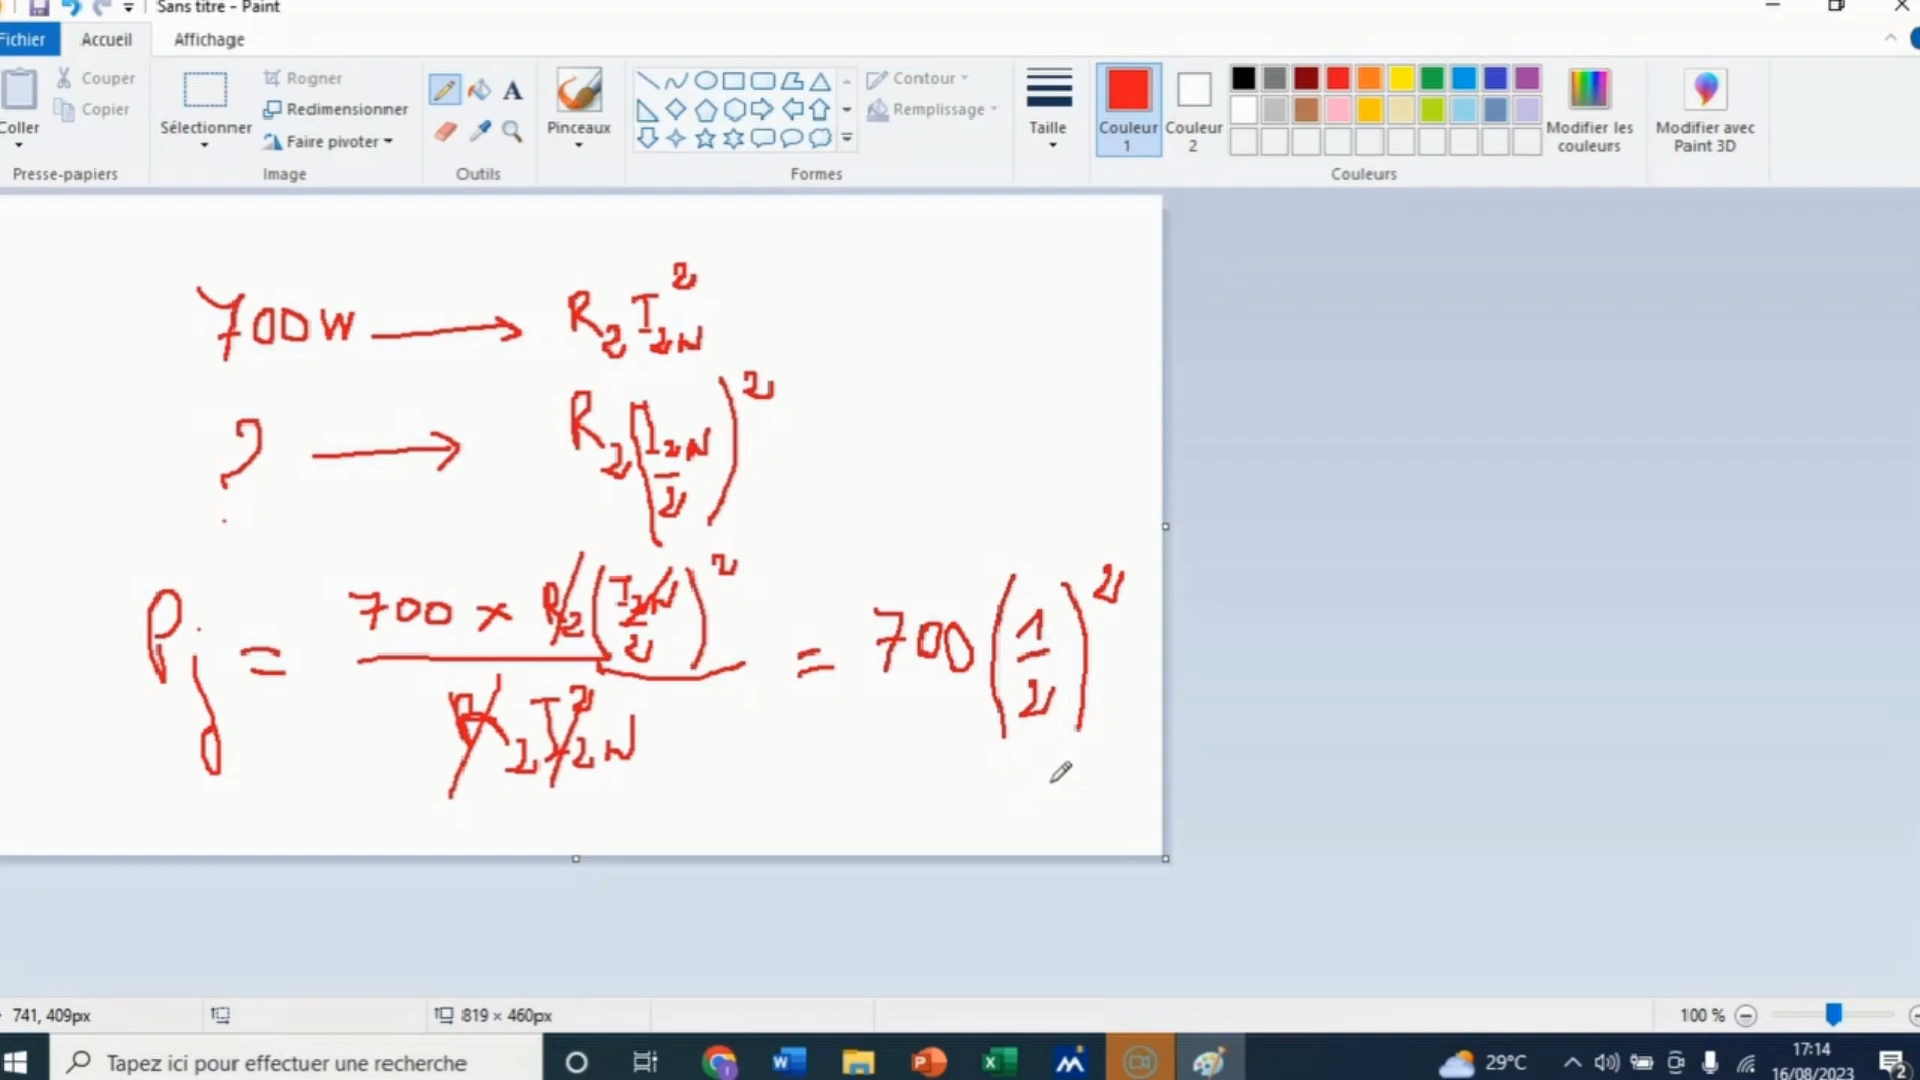 Sans titre - Paint
Fichier Accueil Affichage
Coller Couper Copier Presse-papiers
Sélectionner Rogner Redimensionner Faire pivoter Image
A Outils
Pinceaux
Formes Contour Remplissage
Taille
Couleur 1 Couleur 2 Modifier les couleurs Couleurs
Modifier avec Paint 3D
700W → R₂ I₂N²
? → R₂ (I₂N/2)²
Pj = 700 × R₂ (I₂N/2)² / R₂ I₂N² = 700 (1/2)²
741, 409px 819 × 460px 100 %
Tapez ici pour effectuer une recherche 29°C 17:14
16/08/2023 2